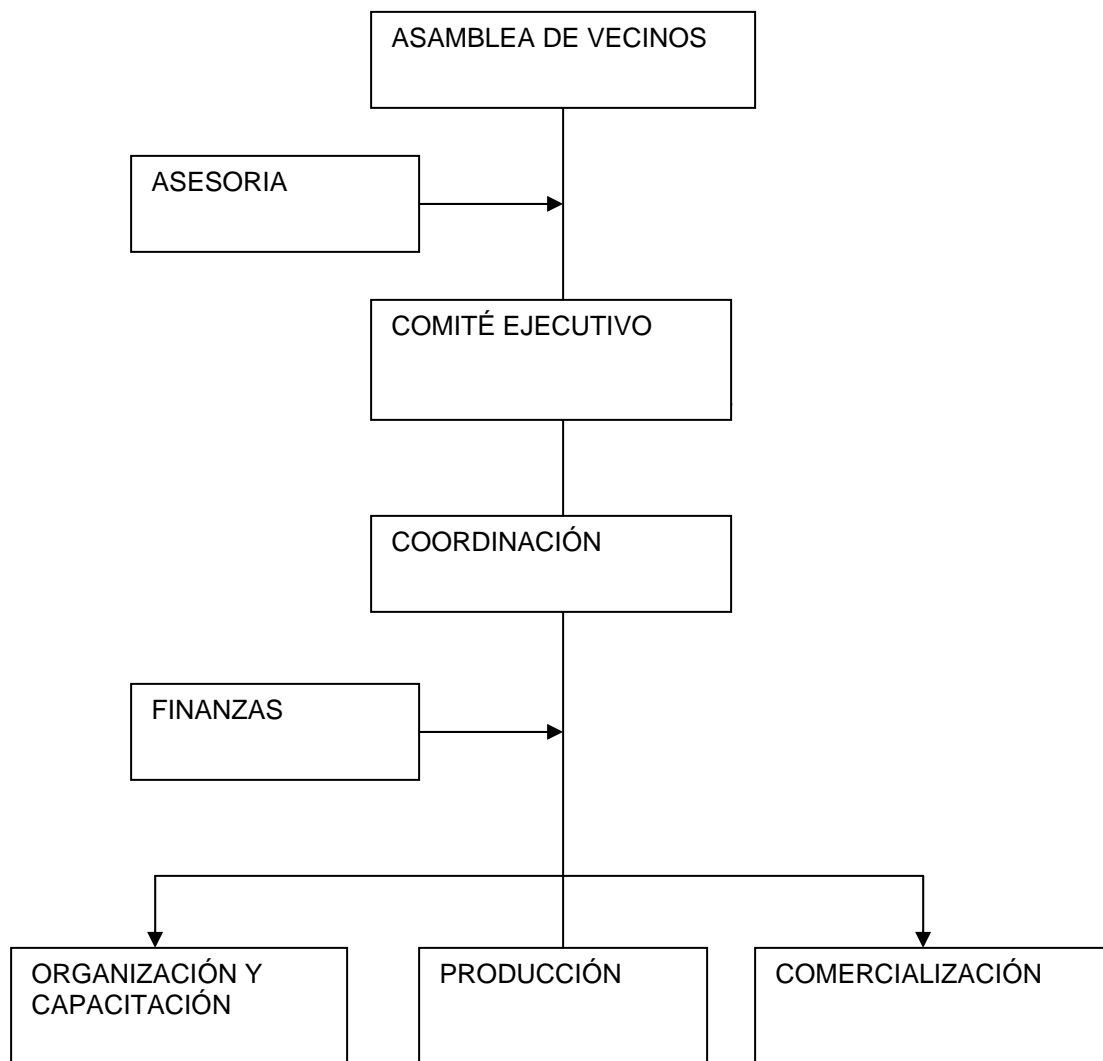 ASAMBLEA DE VECINOS
ASESORIA
COMITÉ EJECUTIVO
COORDINACIÓN
FINANZAS
ORGANIZACIÓN Y
CAPACITACIÓN
PRODUCCIÓN
COMERCIALIZACIÓN